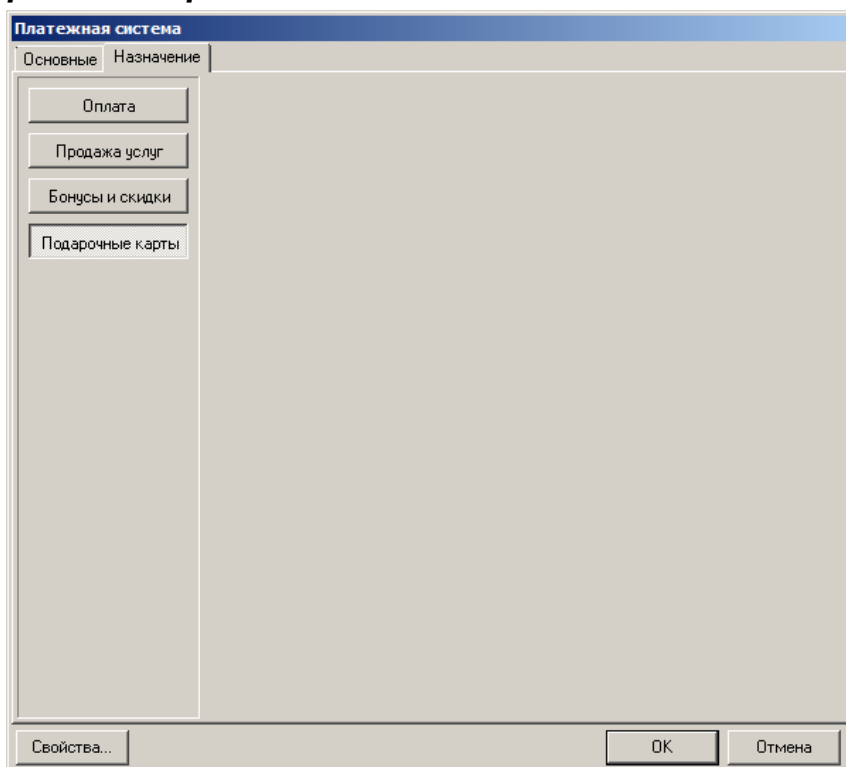 Платежная система
Основные Назначение
Оплата
Продажа услуг
Бонусы и скидки
Подарочные карты
Свойства... OK Отмена